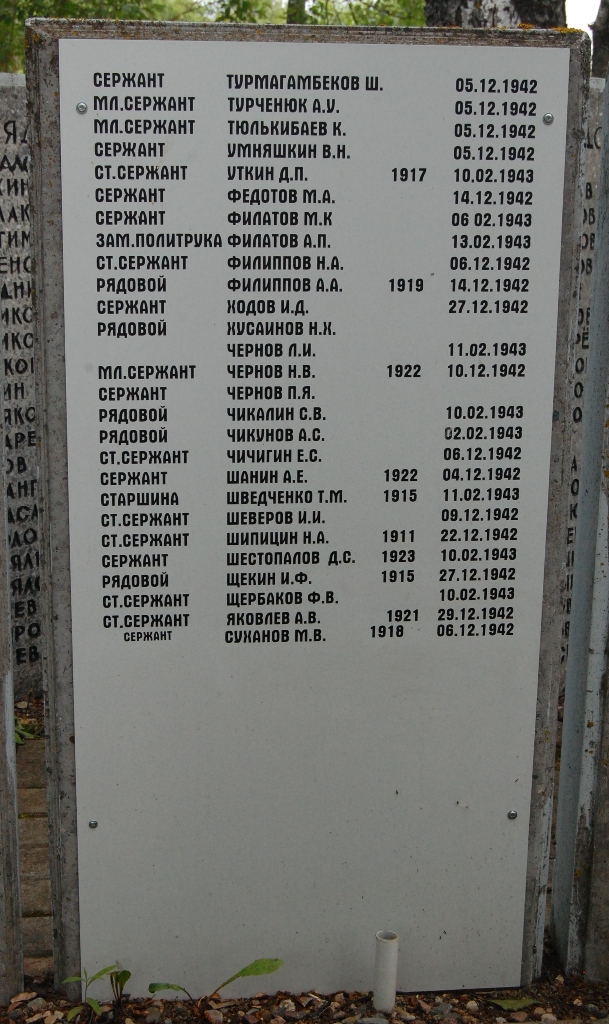 СЕРЖАНТ ТУРМАГАМБЕКОВ Ш. 05.12.1942
МЛ.СЕРЖАНТ ТУРЧЕНЮК А.У. 05.12.1942
МЛ.СЕРЖАНТ ТЮЛЬКИБАЕВ К. 05.12.1942
СЕРЖАНТ УМНЯШКИН В.Н. 05.12.1942
СТ.СЕРЖАНТ УТКИН Д.П. 1917 10.02.1943
СЕРЖАНТ ФЕДОТОВ М.А. 14.12.1942
СЕРЖАНТ ФИЛАТОВ М.К 06 02.1943
ЗАМ.ПОЛИТРУКА ФИЛАТОВ А.П. 13.02.1943
СТ.СЕРЖАНТ ФИЛИППОВ Н.А. 06.12.1942
РЯДОВОЙ ФИЛИППОВ А.А. 1919 14.12.1942
СЕРЖАНТ ХОДОВ И.Д. 27.12.1942
РЯДОВОЙ ХУСАИНОВ Н.Х.
ЧЕРНОВ Л.И. 11.02.1943
МЛ.СЕРЖАНТ ЧЕРНОВ Н.В. 1922 10.12.1942
СЕРЖАНТ ЧЕРНОВ П.Я.
РЯДОВОЙ ЧИКАЛИН С.В. 10.02.1943
РЯДОВОЙ ЧИКУНОВ А.С. 02.02.1943
СТ.СЕРЖАНТ ЧИЧИГИН Е.С. 06.12.1942
СЕРЖАНТ ШАНИН А.Е. 1922 04.12.1942
СТАРШИНА ШВЕДЧЕНКО Т.М. 1915 11.02.1943
СТ.СЕРЖАНТ ШЕВЕРОВ И.И. 09.12.1942
СТ.СЕРЖАНТ ШИПИЦИН Н.А. 1911 22.12.1942
СЕРЖАНТ ШЕСТОПАЛОВ Д.С. 1923 10.02.1943
РЯДОВОЙ ЩЕКИН И.Ф. 1915 27.12.1942
СТ.СЕРЖАНТ ЩЕРБАКОВ Ф.В. 10.02.1943
СТ.СЕРЖАНТ ЯКОВЛЕВ А.В. 1921 29.12.1942
СЕРЖАНТ СУХАНОВ М.В. 1918 06.12.1942